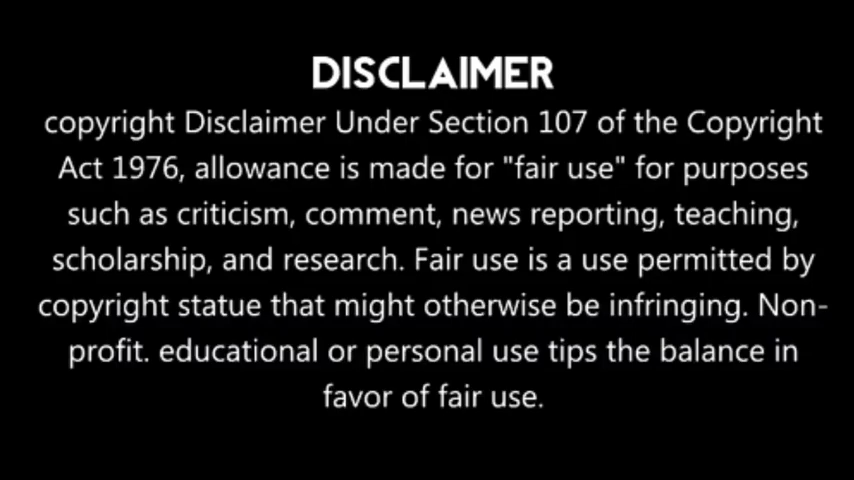 DISCLAIMER
copyright Disclaimer Under Section 107 of the Copyright
Act 1976, allowance is made for "fair use" for purposes
such as criticism, comment, news reporting, teaching,
scholarship, and research. Fair use is a use permitted by
copyright statue that might otherwise be infringing. Non-
profit. educational or personal use tips the balance in
favor of fair use.